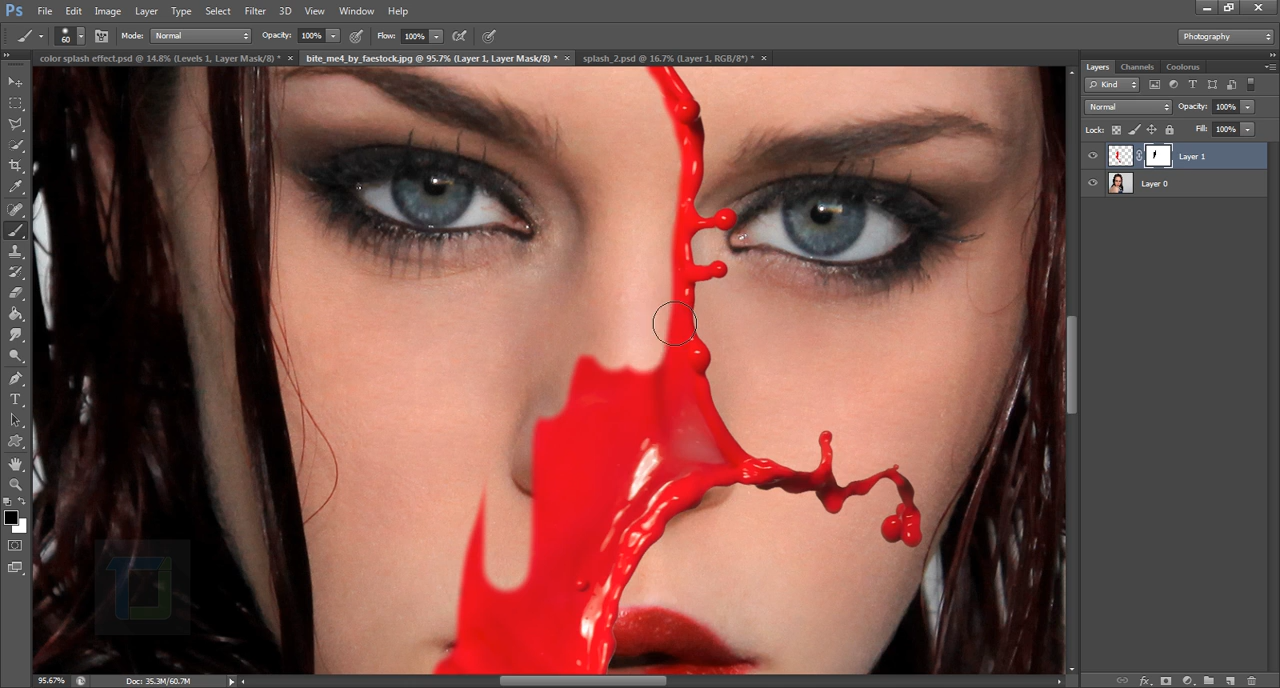 Ps File Edit Image Layer Type Select Filter 3D View Window Help
60 Mode: Normal Opacity: 100% Flow: 100% Photography
color splash effect.psd @ 14.8% (Levels 1, Layer Mask/8) * × bite_me4_by_faestock.jpg @ 95.7% (Layer 1, Layer Mask/8) * × splash_2.psd @ 16.7% (Layer 1, RGB/8*) * ×
Layers Channels Coolorus
Kind
Normal Opacity: 100%
Lock: Fill: 100%
Layer 1
Layer 0
T
95.67% Doc: 35.3M/60.7M
fx